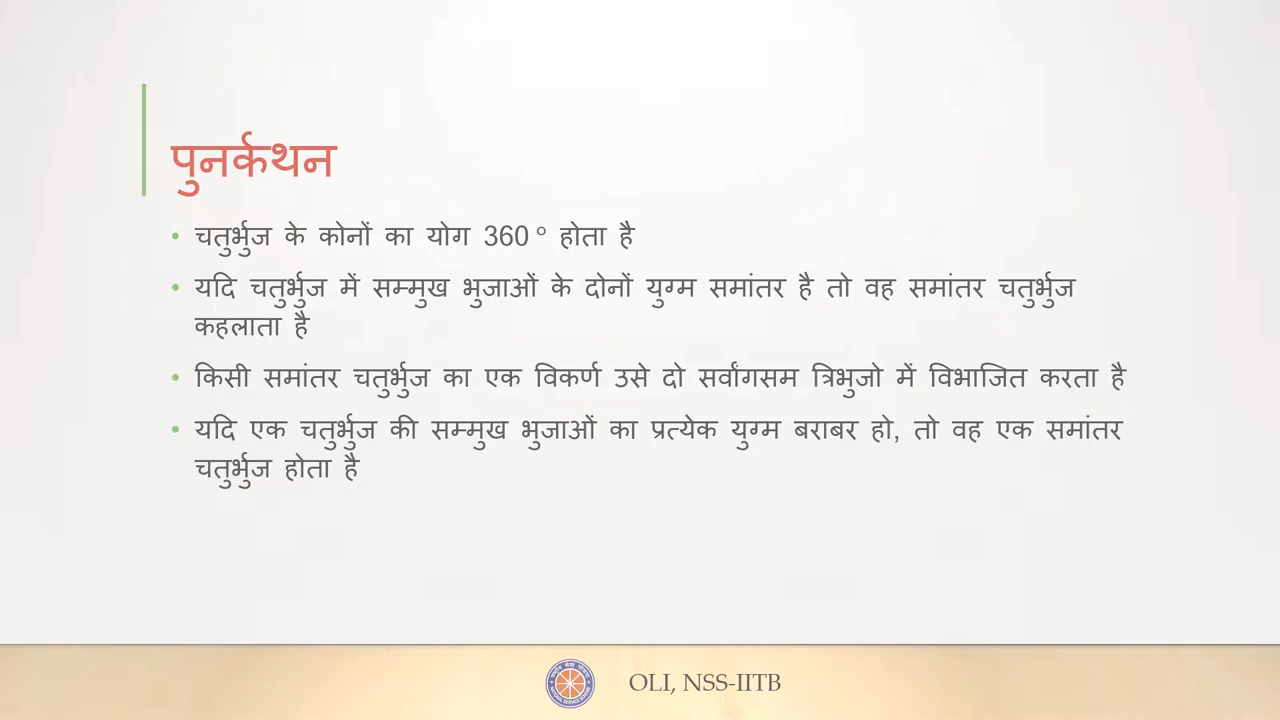 पुनर्कथन
• चतुर्भुज के कोनों का योग 360° होता है
• यदि चतुर्भुज में सम्मुख भुजाओं के दोनों युग्म समांतर है तो वह समांतर चतुर्भुज
कहलाता है
• किसी समांतर चतुर्भुज का एक विकर्ण उसे दो सर्वांगसम त्रिभुजो में विभाजित करता है
• यदि एक चतुर्भुज की सम्मुख भुजाओं का प्रत्येक युग्म बराबर हो, तो वह एक समांतर
चतुर्भुज होता है
OLI, NSS-IITB